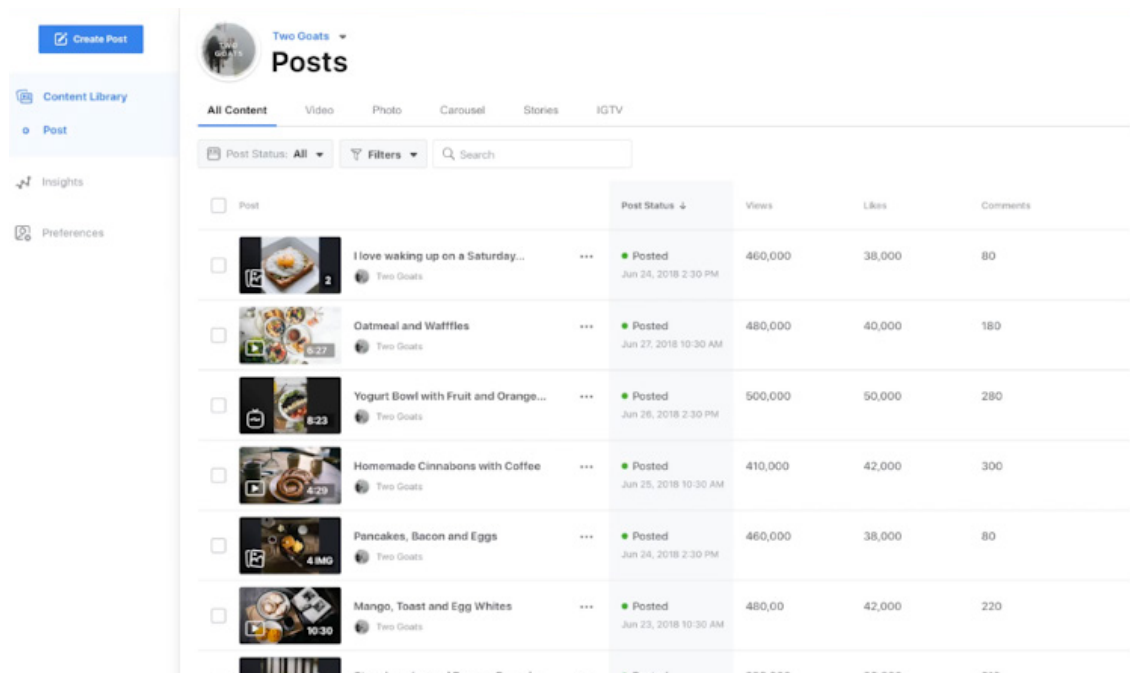 Create Post
Two Goats
Posts
Content Library
Post
Insights
Preferences
All Content Video Photo Carousel Stories IGTV
Post Status: All Filters Search
Post Post Status ↓ Views Likes Comments
I love waking up on a Saturday... ... Posted 460,000 38,000 80
2 Two Goats Jun 24, 2018 2:30 PM
Oatmeal and Wafffles ... Posted 480,000 40,000 180
6:27 Two Goats Jun 27, 2018 10:30 AM
Yogurt Bowl with Fruit and Orange... ... Posted 500,000 50,000 280
8:23 Two Goats Jun 26, 2018 2:30 PM
Homemade Cinnabons with Coffee ... Posted 410,000 42,000 300
4:29 Two Goats Jun 25, 2018 10:30 AM
Pancakes, Bacon and Eggs ... Posted 460,000 38,000 80
4 IMG Two Goats Jun 24, 2018 2:30 PM
Mango, Toast and Egg Whites ... Posted 480,00 42,000 220
10:30 Two Goats Jun 23, 2018 10:30 AM